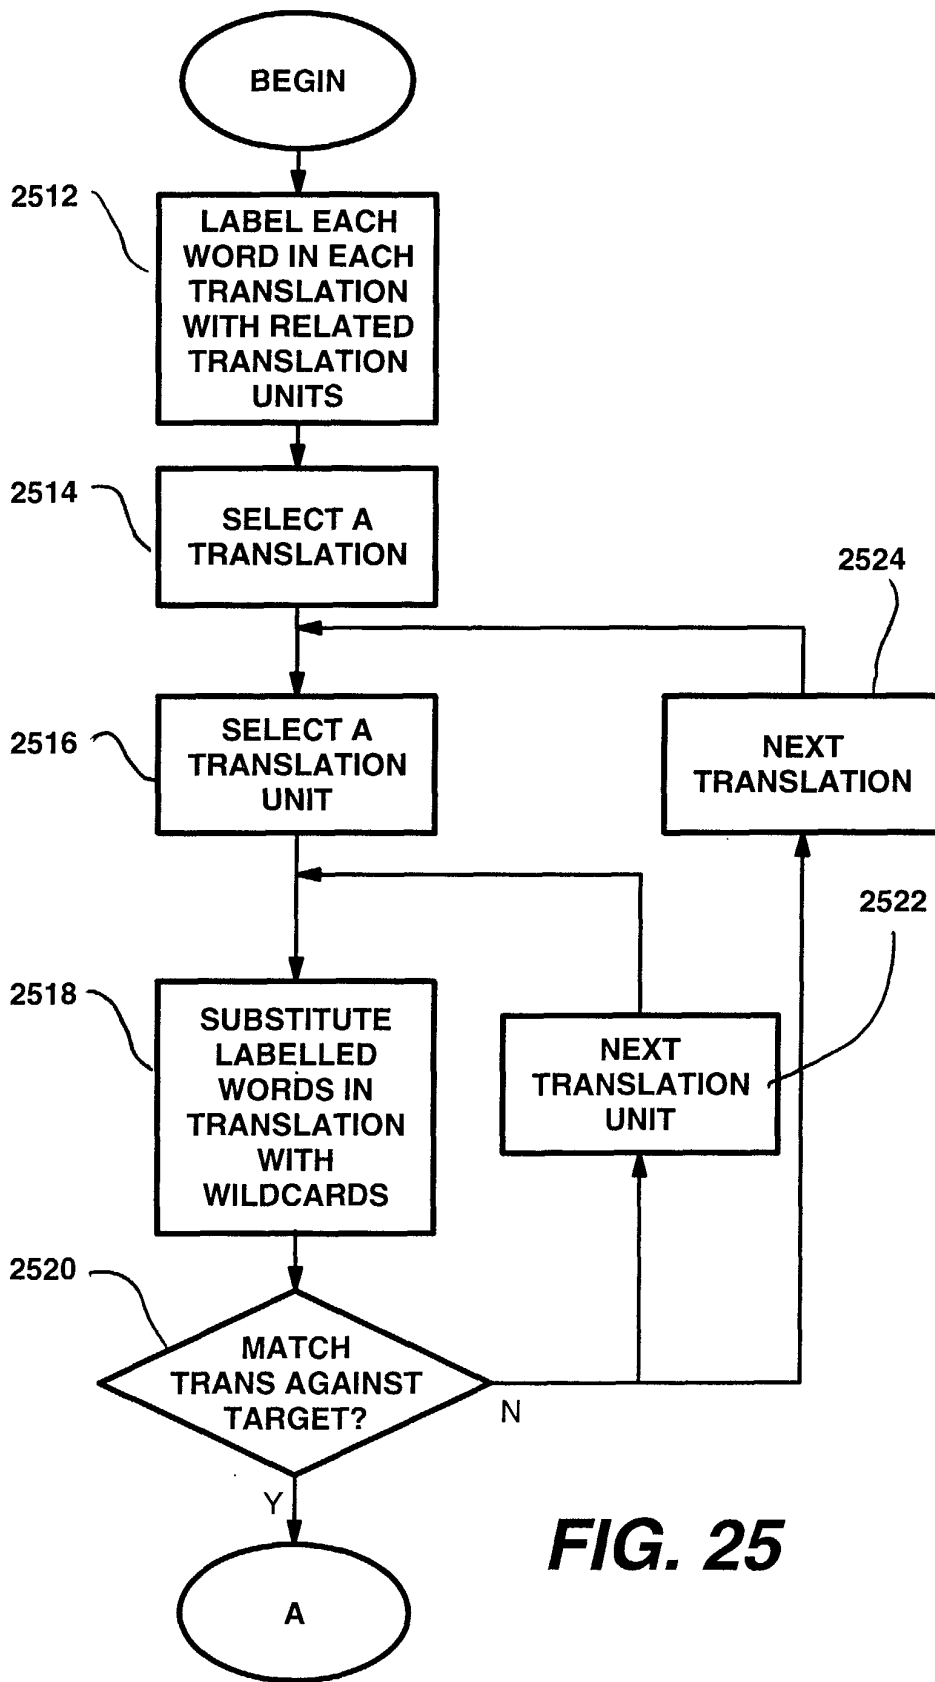 BEGIN
2512
LABEL EACH
WORD IN EACH
TRANSLATION
WITH RELATED
TRANSLATION
UNITS
2514
SELECT A
TRANSLATION
2524
2516
SELECT A
TRANSLATION
UNIT
NEXT
TRANSLATION
2522
2518
SUBSTITUTE
LABELLED
WORDS IN
TRANSLATION
WITH
WILDCARDS
NEXT
TRANSLATION
UNIT
2520
MATCH
TRANS AGAINST
TARGET?
N
Y
FIG. 25
A